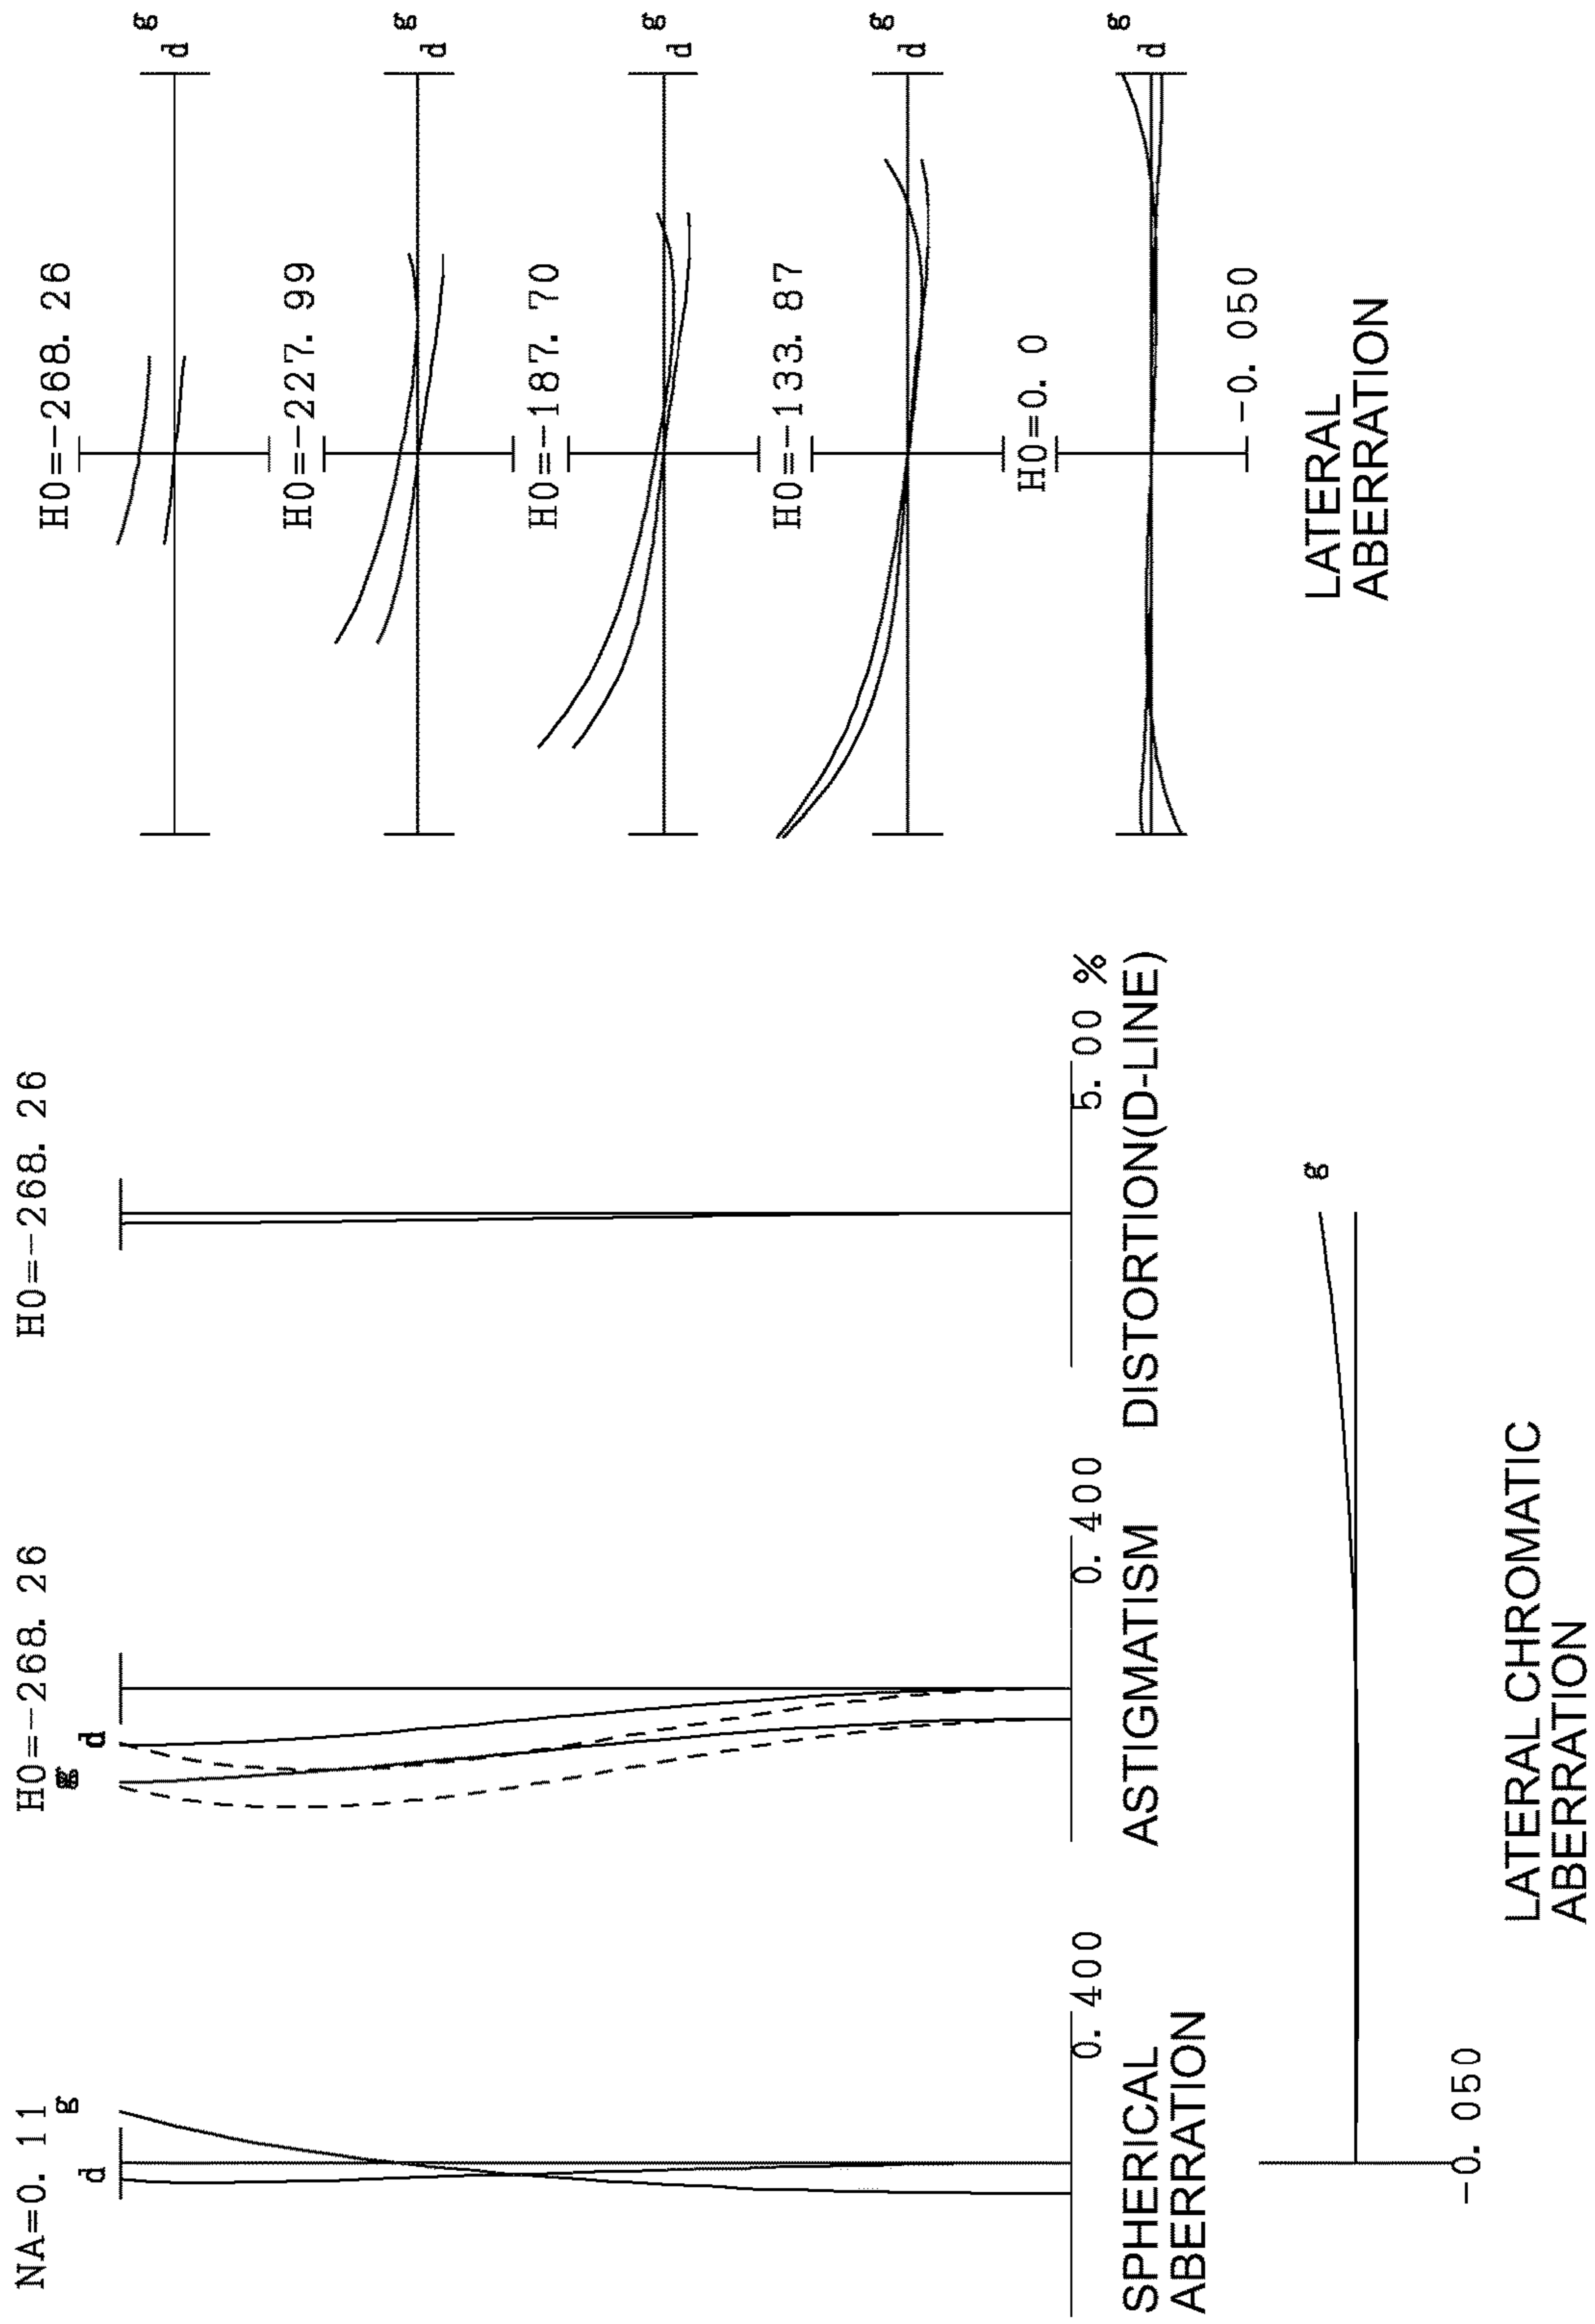 NA=0.11
d
g
0.400
SPHERICAL
ABERRATION
H0=-268.26
g
d
0.400
ASTIGMATISM
H0=-268.26
5.00 %
DISTORTION(D-LINE)
g
-0.050
LATERAL CHROMATIC
ABERRATION
H0=-268.26
g
d
H0=-227.99
g
d
H0=-187.70
g
d
H0=-133.87
g
d
H0=0.0
g
d
-0.050
LATERAL
ABERRATION